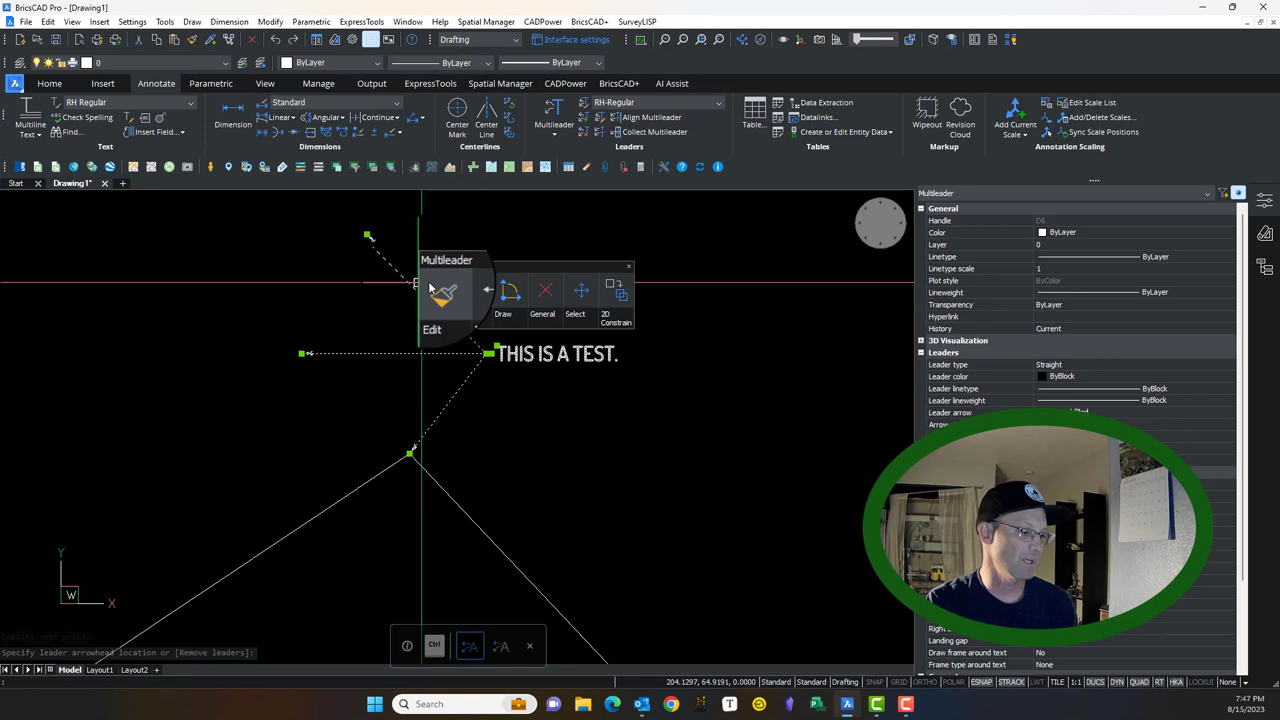 BricsCAD Pro - [Drawing1]
File Edit View Insert Settings Tools Draw Dimension Modify Parametric ExpressTools Window Help Spatial Manager CADPower BricsCAD+ SurveyLISP
Drafting Interface settings
0 ByLayer ByLayer ByLayer
Home Insert Annotate Parametric View Manage Output ExpressTools Spatial Manager CADPower BricsCAD+ AI Assist
Multiline Text
RH Regular
Check Spelling
Find... Insert Field...
Text
Dimension
Standard
Linear Angular Continue
Dimensions
Center Mark
Center Line
Centerlines
Multileader
RH-Regular
Align Multileader
Collect Multileader
Leaders
Table...
Data Extraction
Datalinks...
Create or Edit Entity Data
Tables
Wipeout
Revision Cloud
Markup
Add Current Scale
Edit Scale List
Add/Delete Scales...
Sync Scale Positions
Annotation Scaling
Start Drawing1*
Multileader
Edit
Draw
General
Select
2D Constrain
THIS IS A TEST.
Y
W X
Ctrl
Specify next point:
Specify leader arrowhead location or [Remove leaders]:
Multileader
General
Handle D6
Color ByLayer
Layer 0
Linetype ByLayer
Linetype scale 1
Plot style ByColor
Lineweight ByLayer
Transparency ByLayer
Hyperlink
History Current
3D Visualization
Leaders
Leader type Straight
Leader color ByBlock
Leader linetype ByBlock
Leader lineweight ByBlock
Leader arrow
Landing gap
Draw frame around text No
Frame type around text None
Model Layout1 Layout2
: 204.1297, 64.9191, 0.0000 Standard Standard Drafting SNAP GRID ORTHO POLAR ESNAP STRACK LWT TILE 1:1 DUCS DYN QUAD RT HKA LOCKUI
Search
7:47 PM
8/15/2023